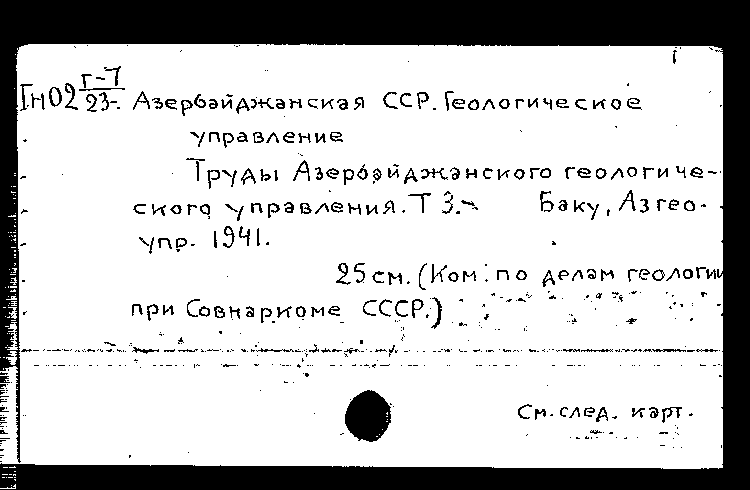 Гн02 Г-7/23-. Азербайджанская ССР. Геологическое
управление
Труды Азербайджанского геологиче-
ского управления. Т 3.- Баку, Азгео-
упр. 1941.
25 см. (Ком. по делам геологии
при Совнаркоме СССР.)
См. след. карт.